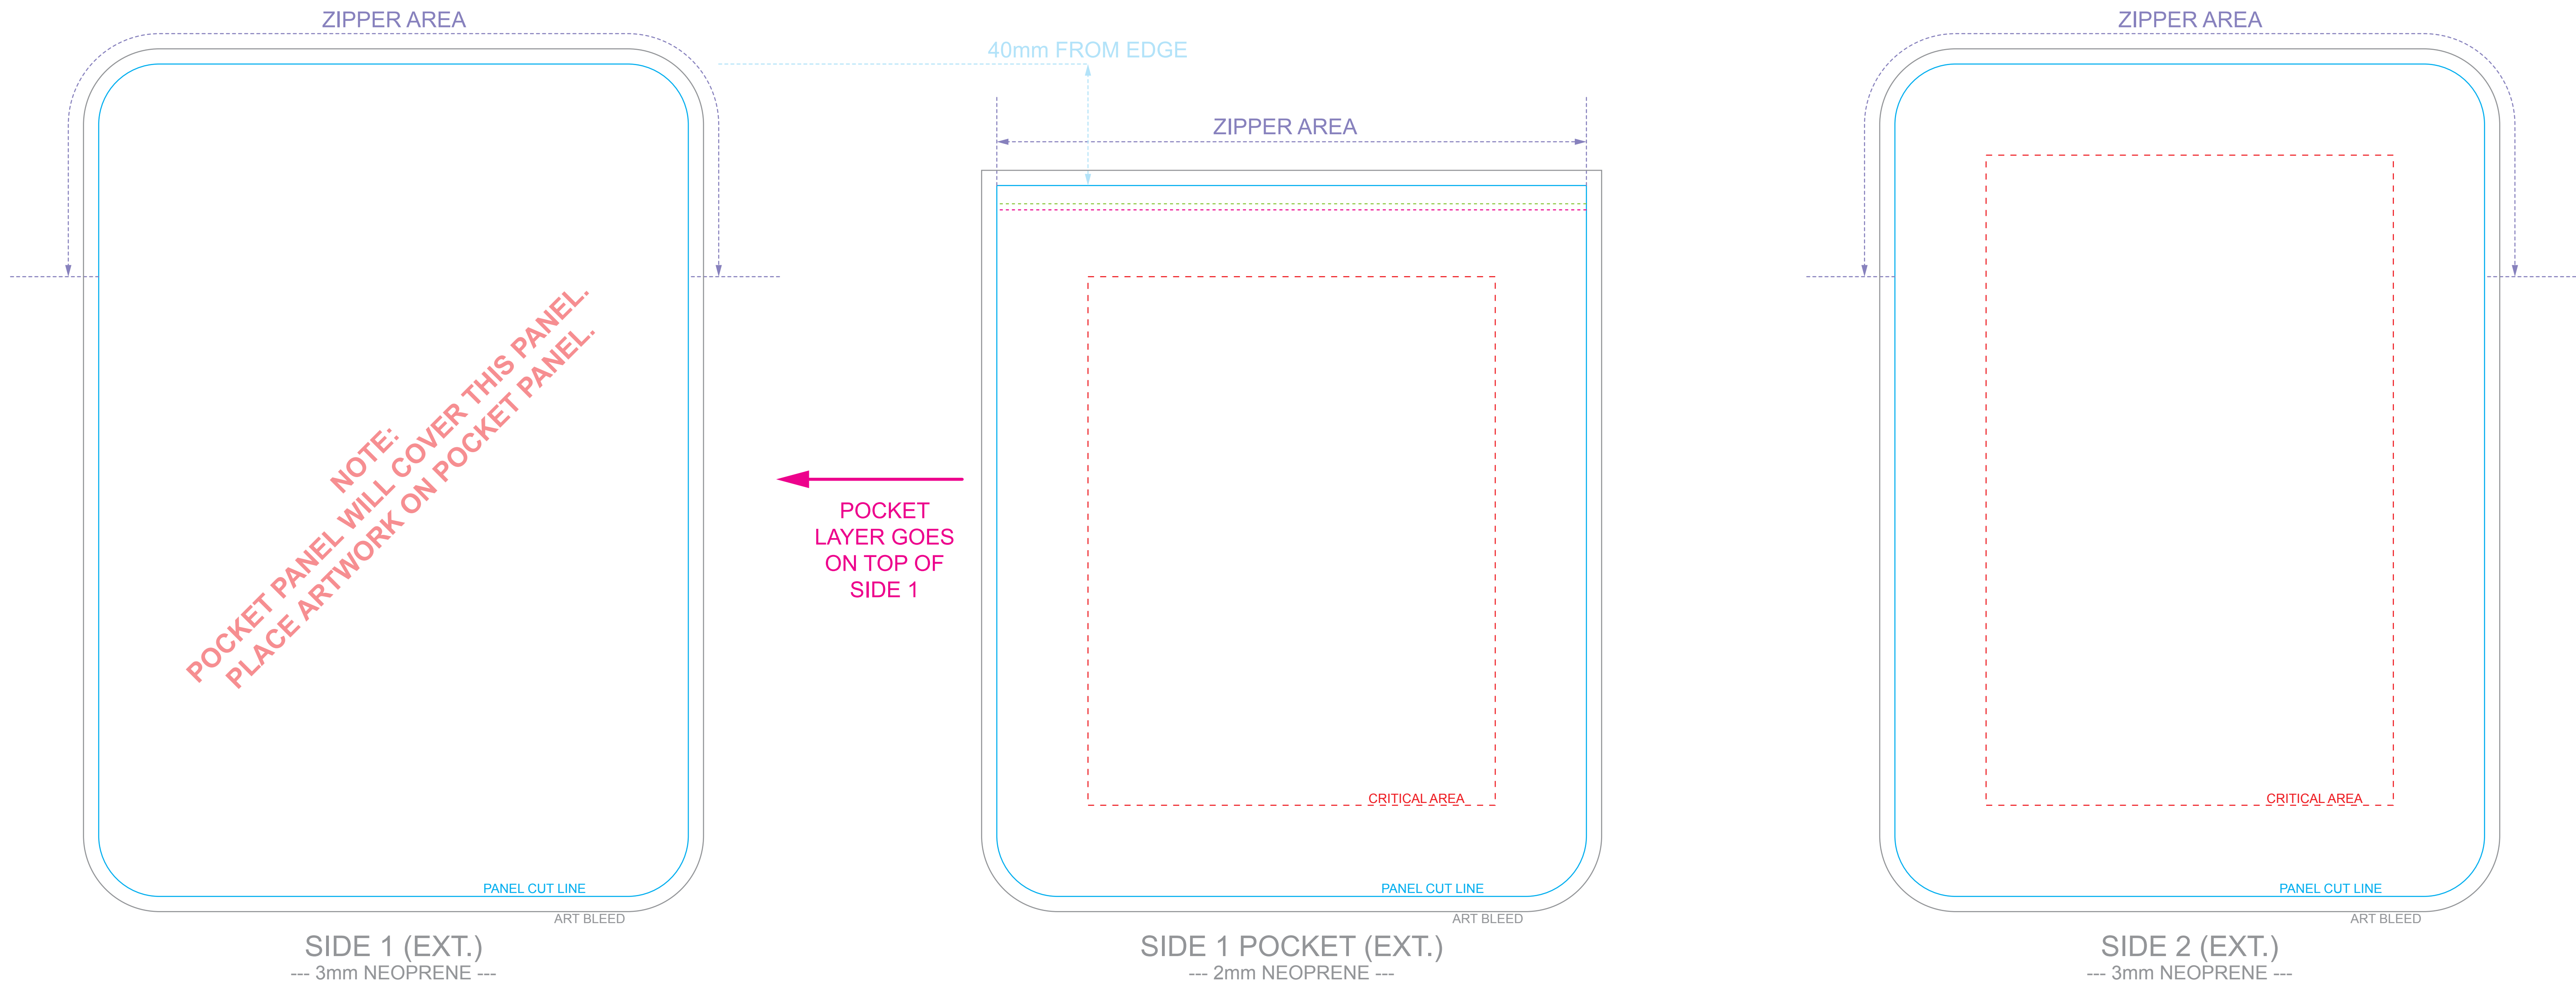 ZIPPER AREA
NOTE:
POCKET PANEL WILL COVER THIS PANEL.
PLACE ARTWORK ON POCKET PANEL.
PANEL CUT LINE
ART BLEED
SIDE 1 (EXT.)
--- 3mm NEOPRENE ---
40mm FROM EDGE
ZIPPER AREA
POCKET
LAYER GOES
ON TOP OF
SIDE 1
CRITICAL AREA
PANEL CUT LINE
ART BLEED
SIDE 1 POCKET (EXT.)
--- 2mm NEOPRENE ---
ZIPPER AREA
CRITICAL AREA
PANEL CUT LINE
ART BLEED
SIDE 2 (EXT.)
--- 3mm NEOPRENE ---